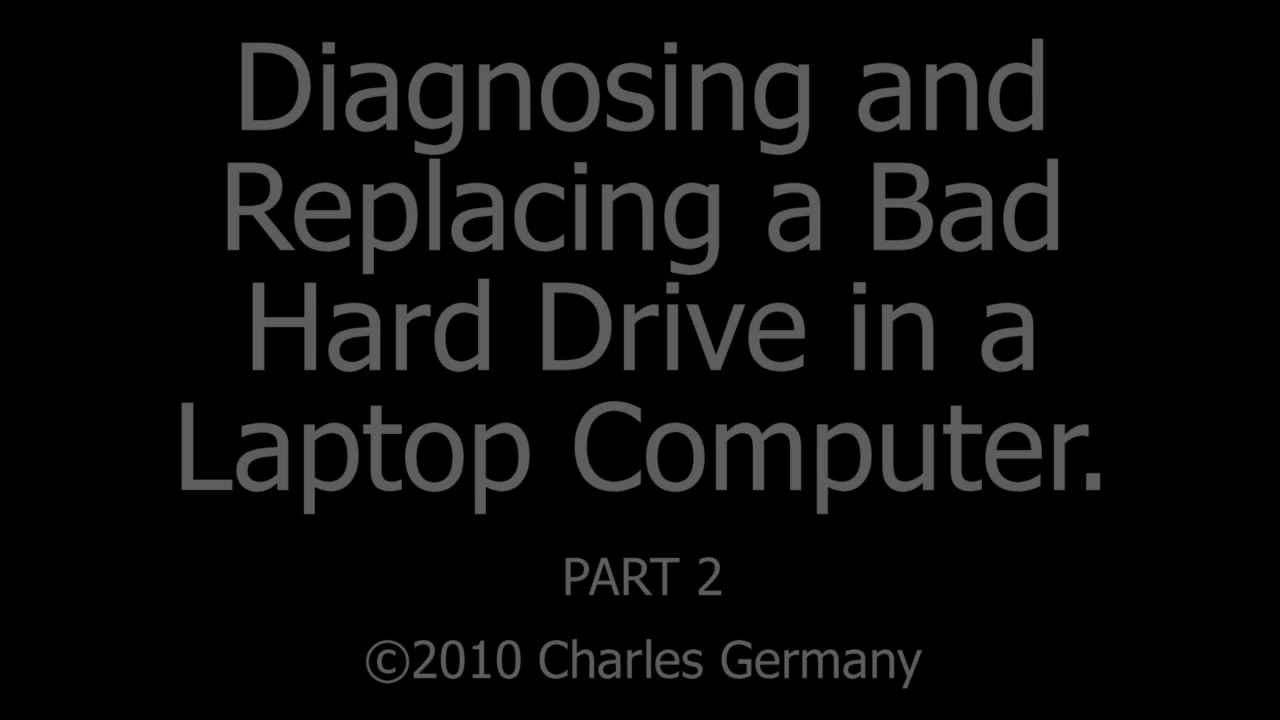 Diagnosing and
Replacing a Bad
Hard Drive in a
Laptop Computer.
PART 2
©2010 Charles Germany